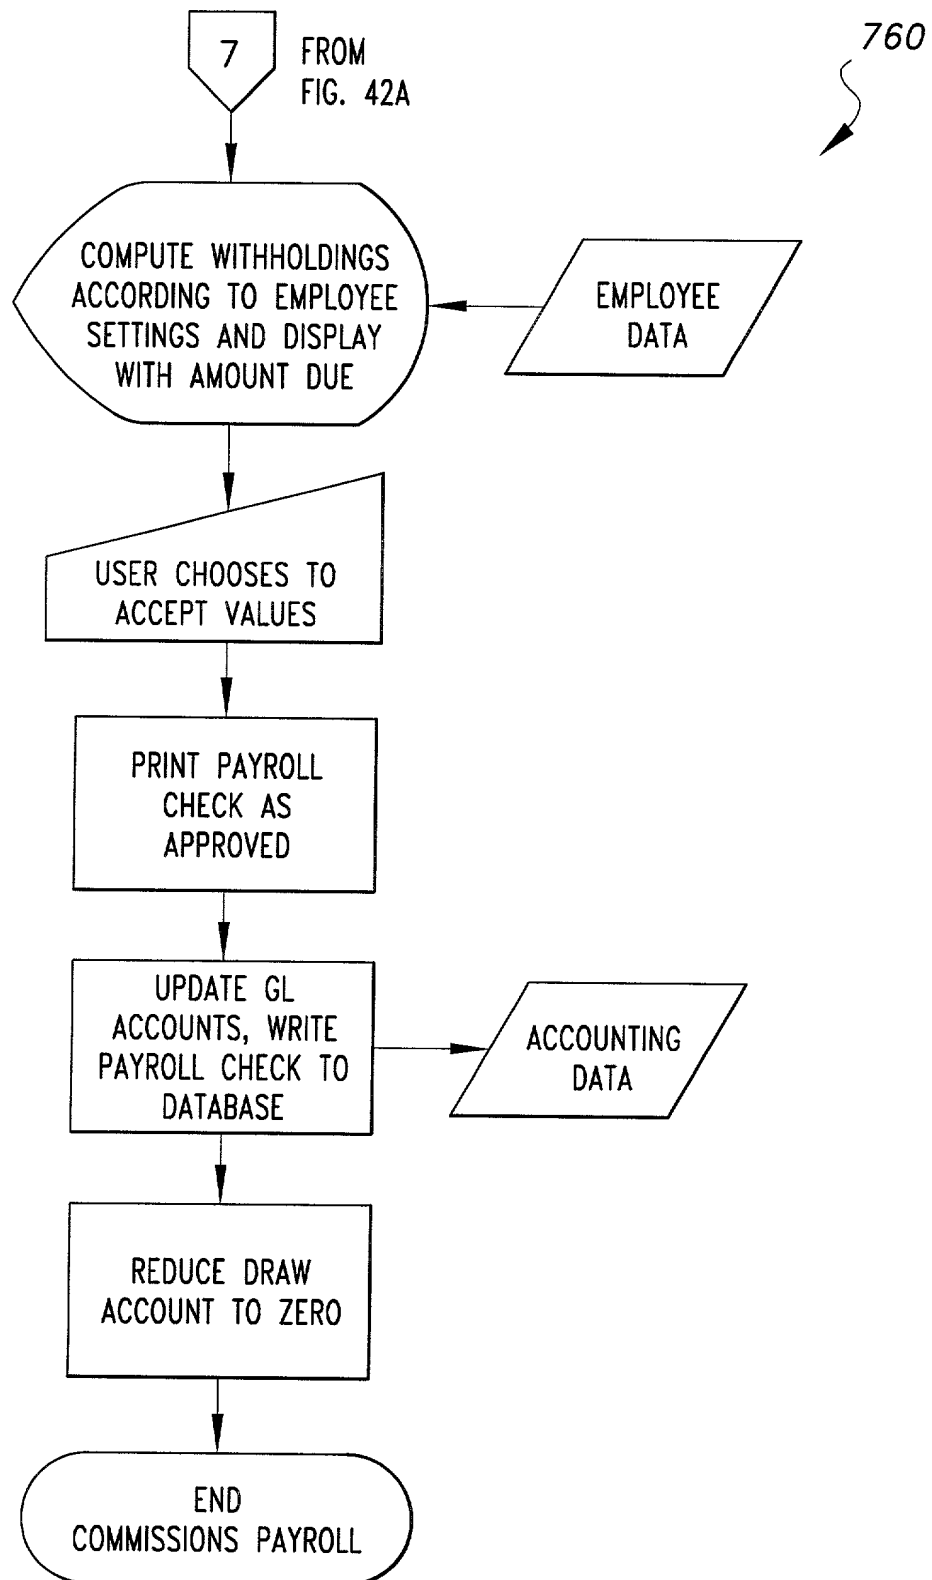 7
FROM
FIG. 42A
760
COMPUTE WITHHOLDINGS
ACCORDING TO EMPLOYEE
SETTINGS AND DISPLAY
WITH AMOUNT DUE
EMPLOYEE
DATA
USER CHOOSES TO
ACCEPT VALUES
PRINT PAYROLL
CHECK AS
APPROVED
UPDATE GL
ACCOUNTS, WRITE
PAYROLL CHECK TO
DATABASE
ACCOUNTING
DATA
REDUCE DRAW
ACCOUNT TO ZERO
END
COMMISSIONS PAYROLL